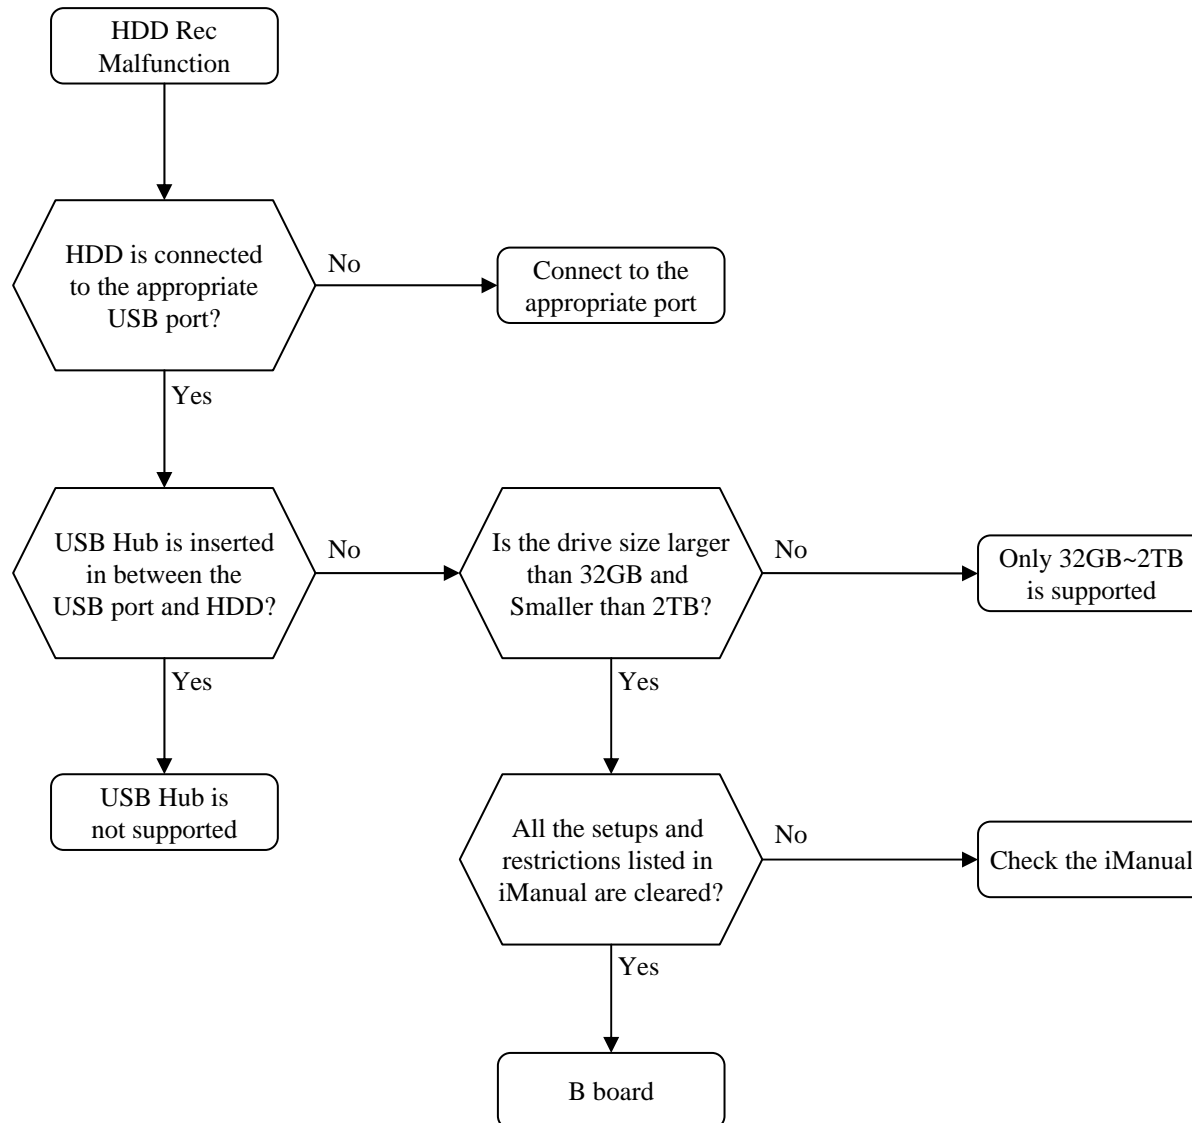 HDD Rec
Malfunction
HDD is connected
to the appropriate
USB port?
No
Connect to the
appropriate port
Yes
USB Hub is inserted
in between the
USB port and HDD?
No
Is the drive size larger
than 32GB and
Smaller than 2TB?
No
Only 32GB~2TB
is supported
Yes
Yes
USB Hub is
not supported
All the setups and
restrictions listed in
iManual are cleared?
No
Check the iManual
Yes
B board